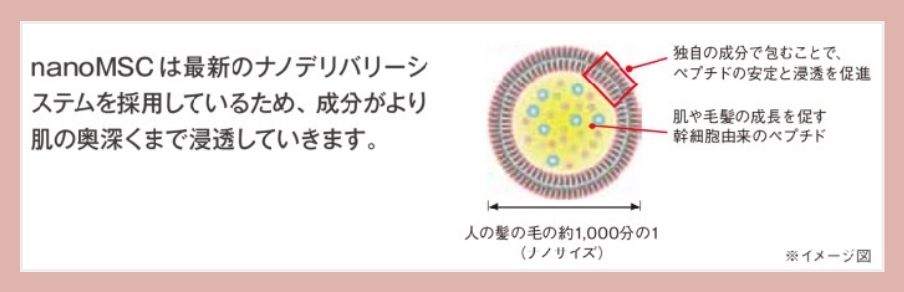 nanoMSCは最新のナノデリバリーシ
ステムを採用しているため、成分がより
肌の奥深くまで浸透していきます。
独自の成分で包むことで、
ペプチドの安定と浸透を促進
肌や毛髪の成長を促す
幹細胞由来のペプチド
人の髪の毛の約1,000分の1
（ナノサイズ）
※イメージ図